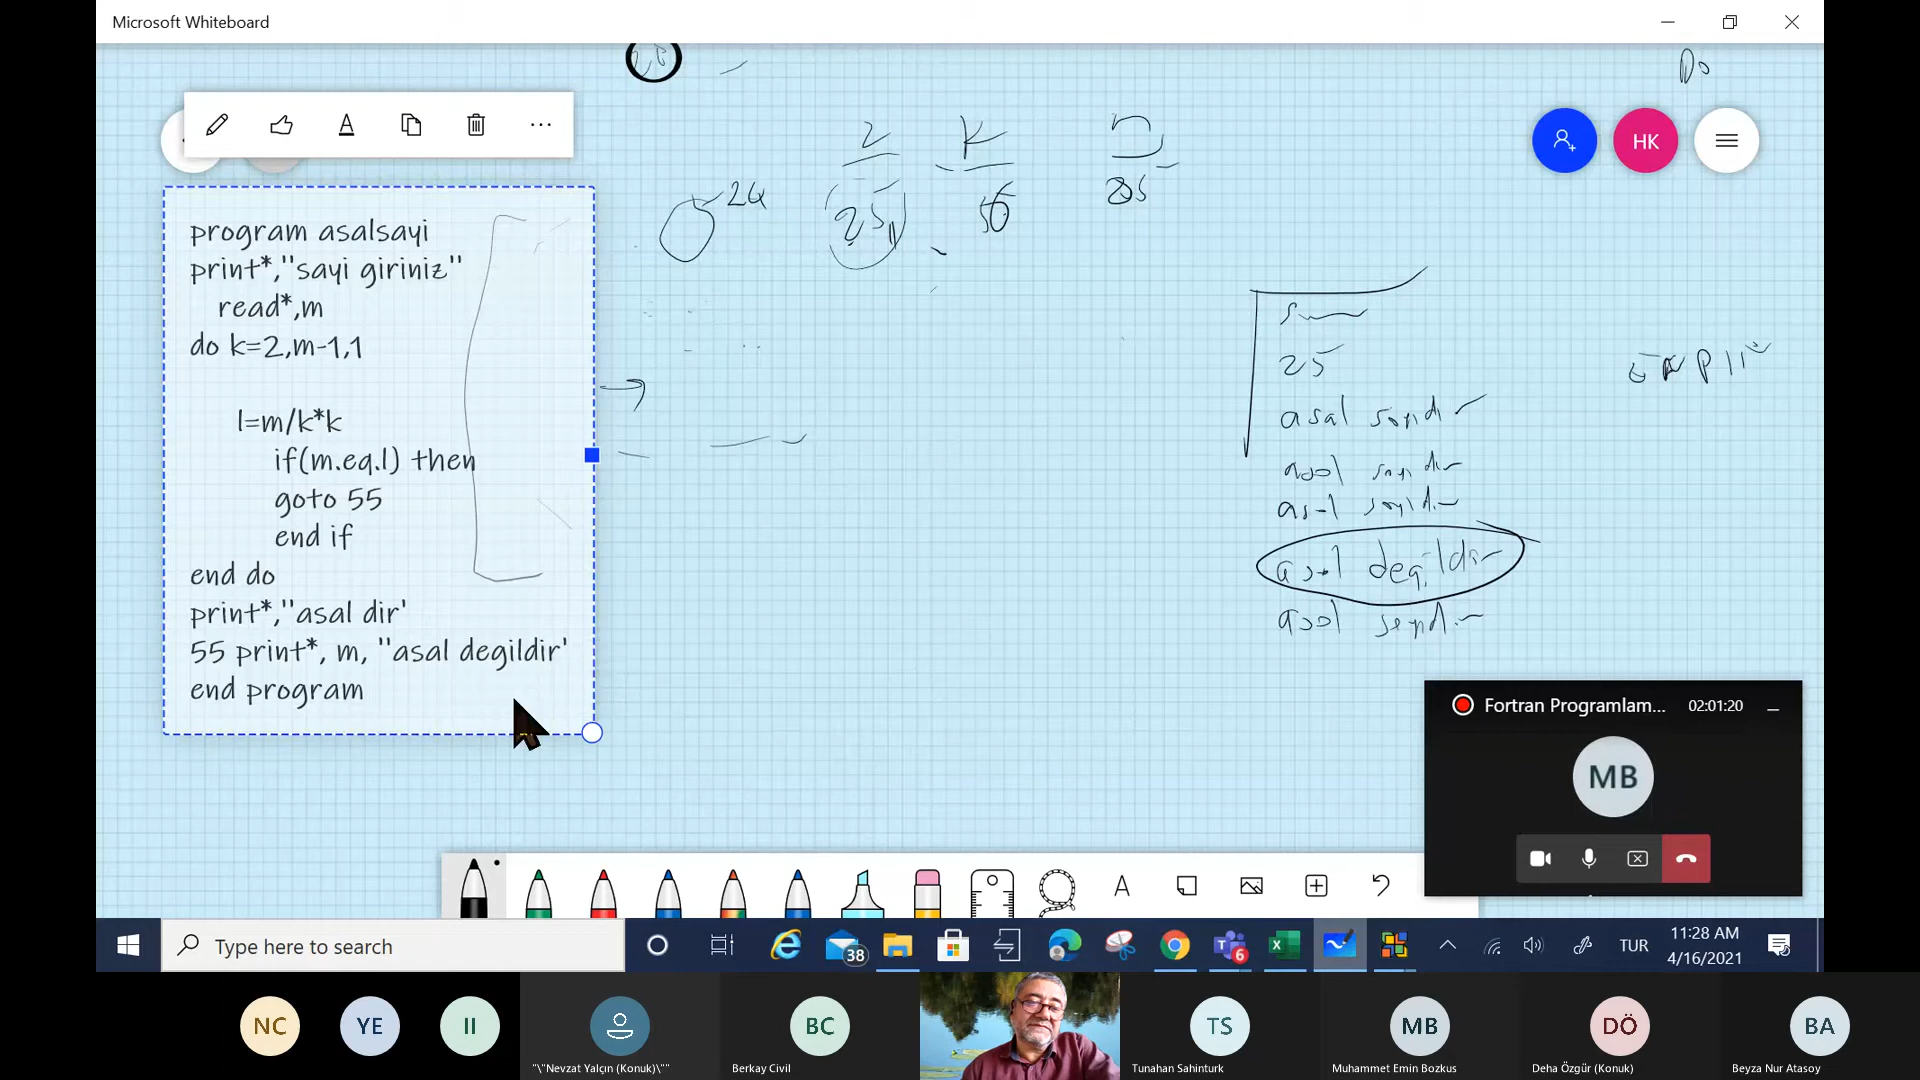 Microsoft Whiteboard
HK
program asalsayi
print*,"sayi giriniz"
read*,m
do k=2,m-1,1
l=m/k*k
if(m.eq.l) then
goto 55
end if
end do
print*,"asal dir'
55 print*, m, "asal degildir'
end program
K
24
25
25
asal
asal
asal
asal degildir
asal
Fortran Programlam... 02:01:20
MB
Type here to search
38
6
TUR
11:28 AM
4/16/2021
NC YE II BC TS MB DÖ BA
"\"Nevzat Yalçın (Konuk)\"" Berkay Civil Tunahan Sahinturk Muhammet Emin Bozkus Deha Özgür (Konuk) Beyza Nur Atasoy